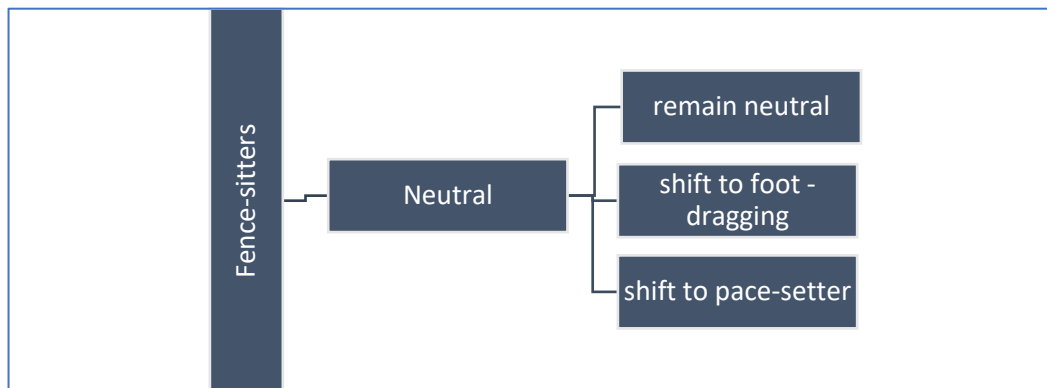 Fence-sitters
Neutral
remain neutral
shift to foot -
dragging
shift to pace-setter